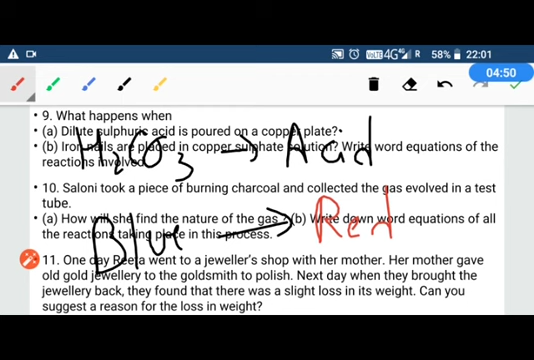 VoLTE 4G 4G R 58% 22:01
04:50
• 9. What happens when
• (a) Dilute sulphuric acid is poured on a copper plate?•
• (b) Iron nails are placed in copper sulphate solution? Write word equations of the
reactions involved.
H2CO3 → Acid
• 10. Saloni took a piece of burning charcoal and collected the gas evolved in a test
tube.
• (a) How will she find the nature of the gas ? (b) Write down word equations of all
the reactions taking place in this process.
Blue → Red
11. One day Reeta went to a jeweller's shop with her mother. Her mother gave
old gold jewellery to the goldsmith to polish. Next day when they brought the
jewellery back, they found that there was a slight loss in its weight. Can you
suggest a reason for the loss in weight?